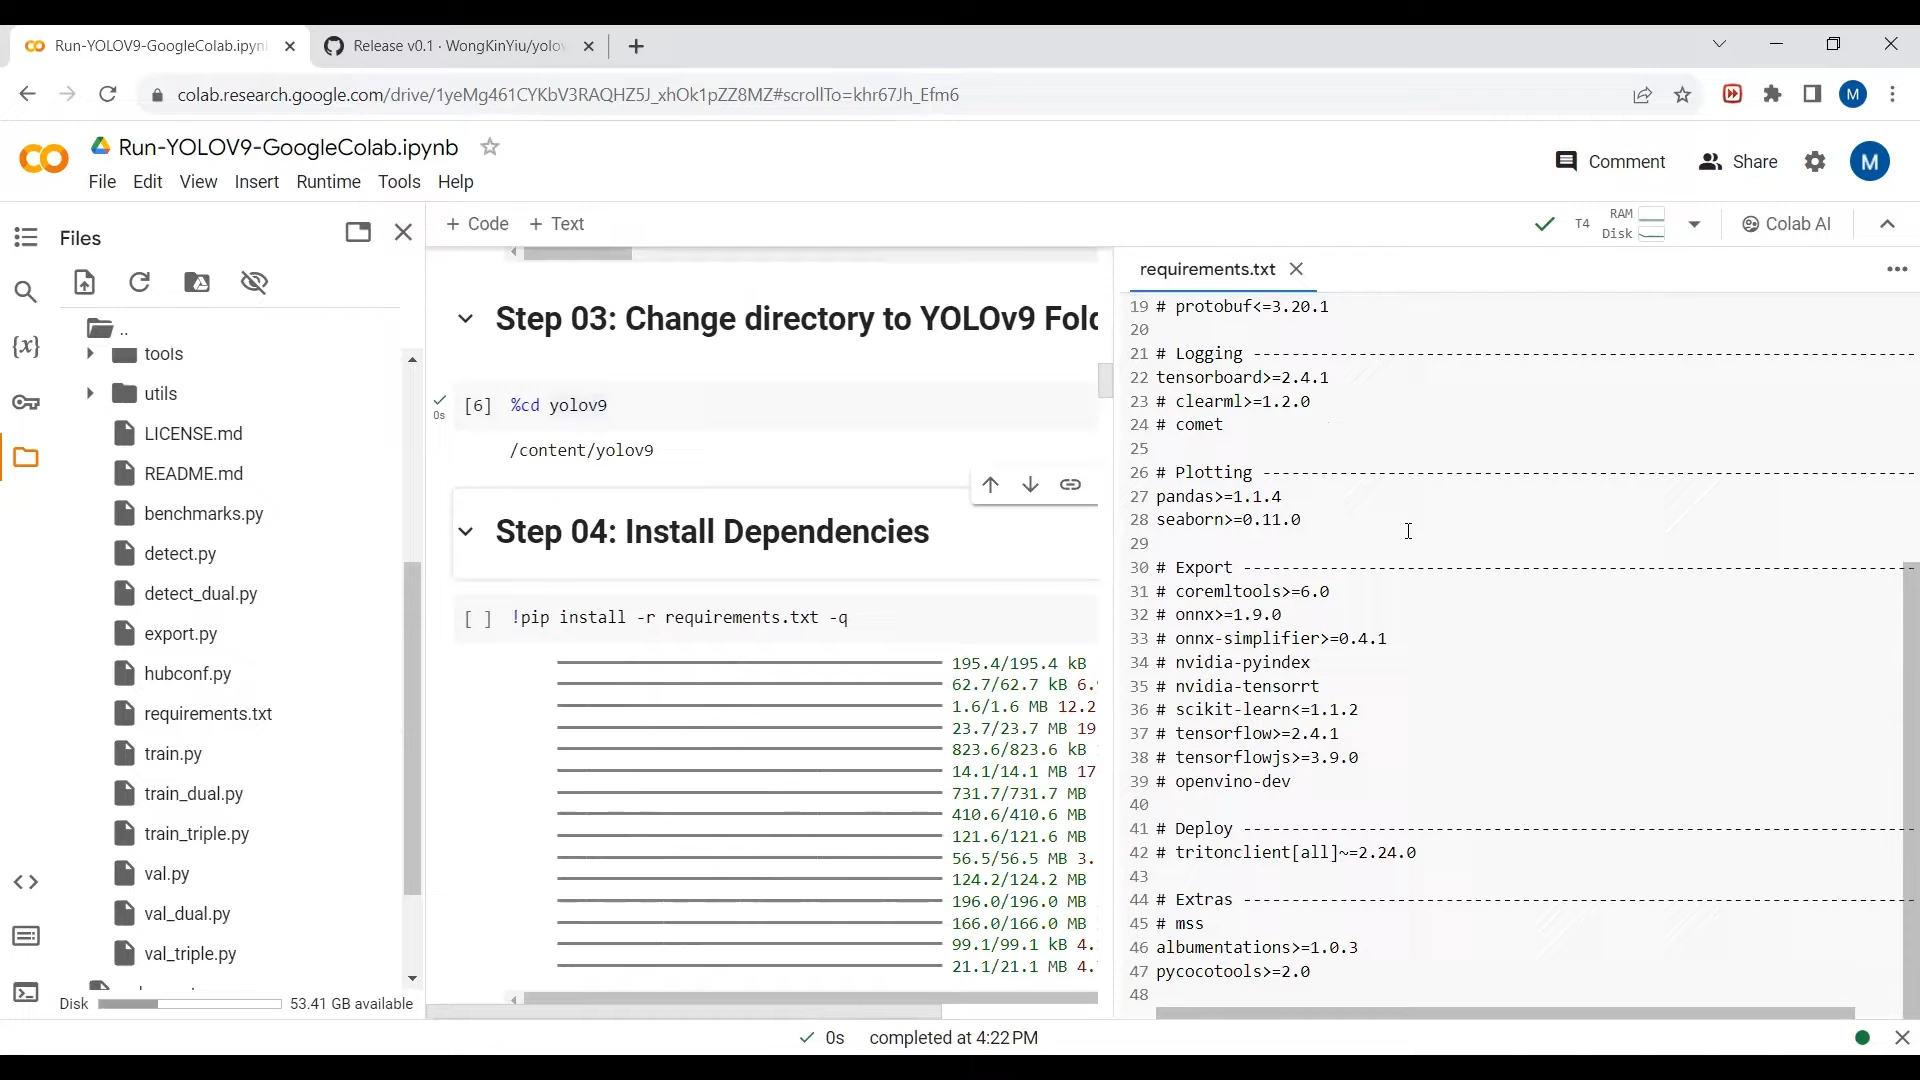 Run-YOLOV9-GoogleColab.ipyn
Release v0.1 · WongKinYiu/yolov
colab.research.google.com/drive/1yeMg461CYKbV3RAQHZ5J_xhOk1pZZ8MZ#scrollTo=khr67Jh_Efm6
M
Run-YOLOV9-GoogleColab.ipynb
Comment
Share
M
File Edit View Insert Runtime Tools Help
Files
+ Code + Text
T4
RAM
Disk
Colab AI
..
tools
utils
LICENSE.md
README.md
benchmarks.py
detect.py
detect_dual.py
export.py
hubconf.py
requirements.txt
train.py
train_dual.py
train_triple.py
val.py
val_dual.py
val_triple.py
Disk 53.41 GB available
Step 03: Change directory to YOLOv9 Fold
0s
[6] %cd yolov9
/content/yolov9
Step 04: Install Dependencies
[ ] !pip install -r requirements.txt -q
195.4/195.4 kB
62.7/62.7 kB 6.
1.6/1.6 MB 12.2
23.7/23.7 MB 19
823.6/823.6 kB
14.1/14.1 MB 17
731.7/731.7 MB
410.6/410.6 MB
121.6/121.6 MB
56.5/56.5 MB 3.
124.2/124.2 MB
196.0/196.0 MB
166.0/166.0 MB
99.1/99.1 kB 4.
21.1/21.1 MB 4.
requirements.txt
19 # protobuf<=3.20.1
20
21 # Logging ---------------------------------------------------------------------
22 tensorboard>=2.4.1
23 # clearml>=1.2.0
24 # comet
25
26 # Plotting --------------------------------------------------------------------
27 pandas>=1.1.4
28 seaborn>=0.11.0
29
30 # Export ----------------------------------------------------------------------
31 # coremltools>=6.0
32 # onnx>=1.9.0
33 # onnx-simplifier>=0.4.1
34 # nvidia-pyindex
35 # nvidia-tensorrt
36 # scikit-learn<=1.1.2
37 # tensorflow>=2.4.1
38 # tensorflowjs>=3.9.0
39 # openvino-dev
40
41 # Deploy ----------------------------------------------------------------------
42 # tritonclient[all]~=2.24.0
43
44 # Extras ----------------------------------------------------------------------
45 # mss
46 albumentations>=1.0.3
47 pycocotools>=2.0
48
0s completed at 4:22 PM